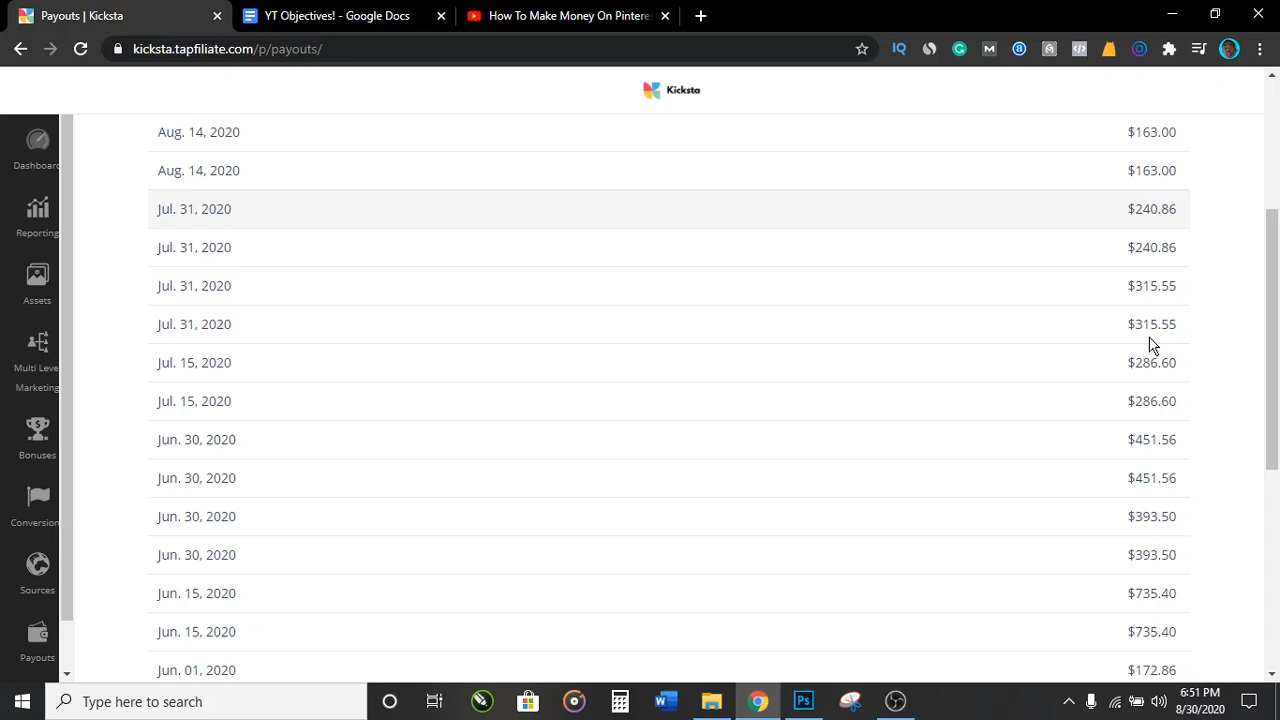 Payouts | Kicksta
YT Objectives! - Google Docs
How To Make Money On Pinteres
kicksta.tapfiliate.com/p/payouts/
Kicksta
Dashboard
Reporting
Assets
Multi Leve
Marketing
Bonuses
Conversion
Sources
Payouts
Aug. 14, 2020 $163.00
Aug. 14, 2020 $163.00
Jul. 31, 2020 $240.86
Jul. 31, 2020 $240.86
Jul. 31, 2020 $315.55
Jul. 31, 2020 $315.55
Jul. 15, 2020 $286.60
Jul. 15, 2020 $286.60
Jun. 30, 2020 $451.56
Jun. 30, 2020 $451.56
Jun. 30, 2020 $393.50
Jun. 30, 2020 $393.50
Jun. 15, 2020 $735.40
Jun. 15, 2020 $735.40
Jun. 01, 2020 $172.86
Type here to search
6:51 PM
8/30/2020